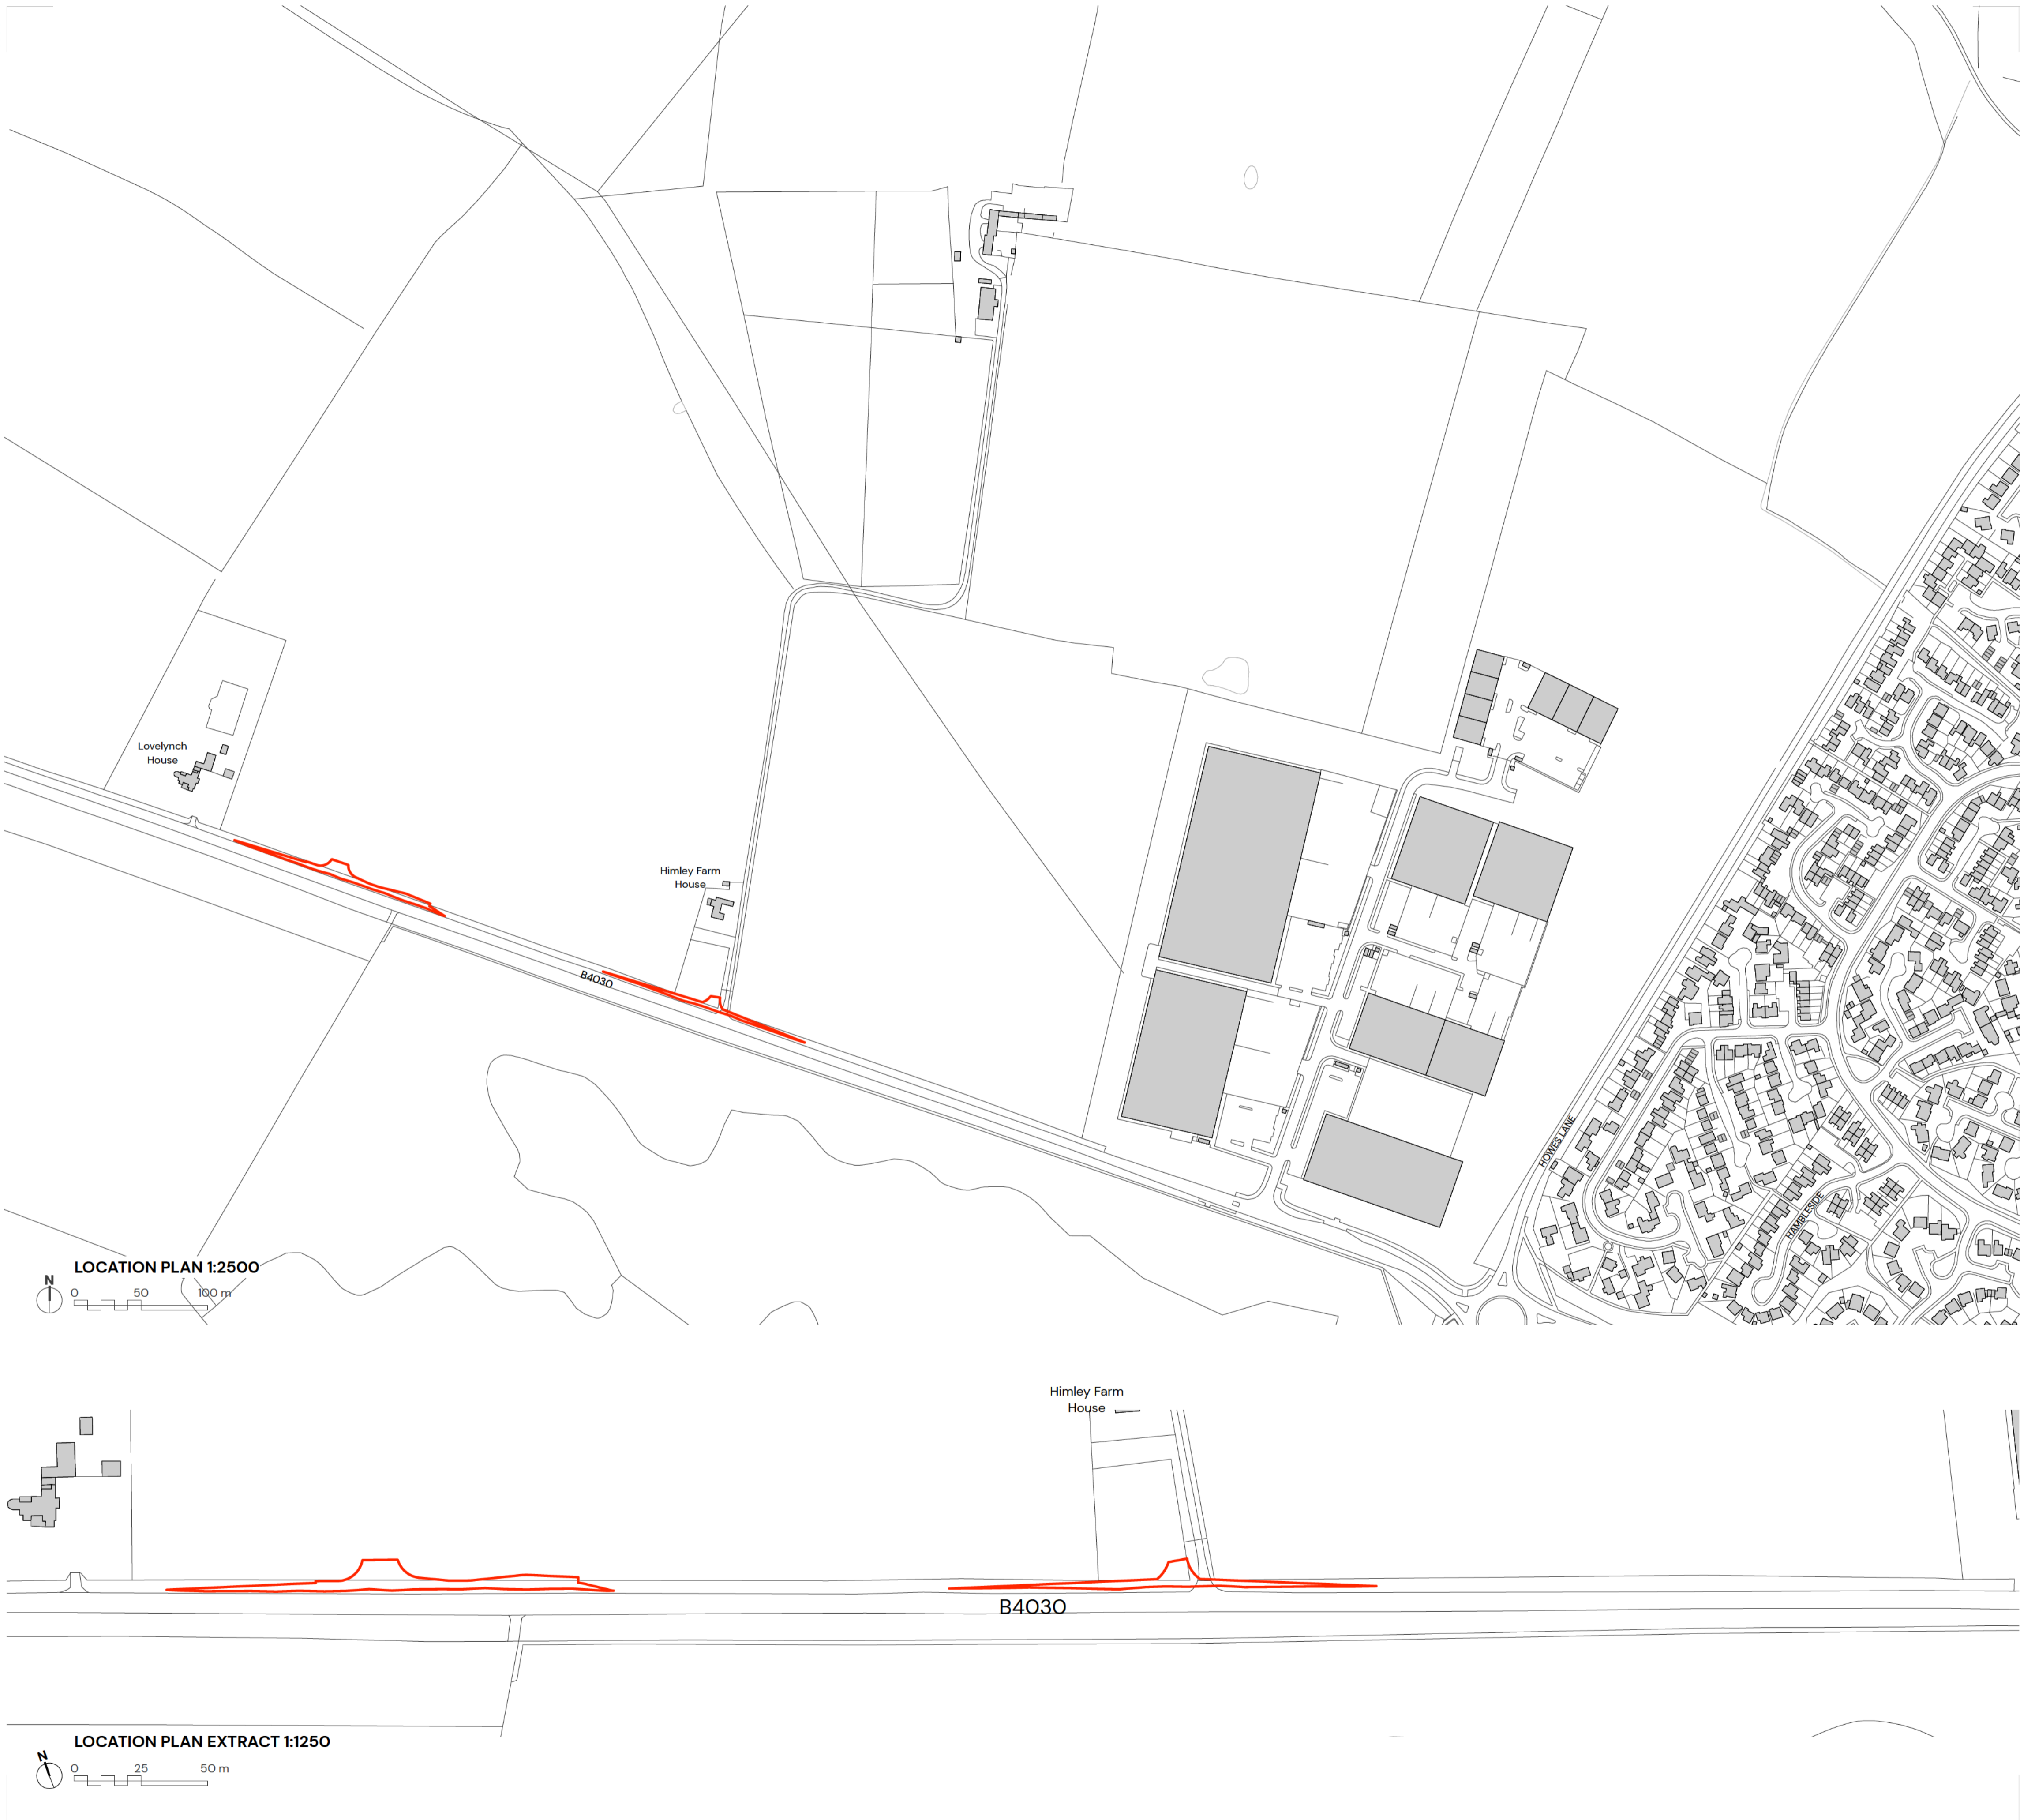 Lovelynch
House
Himley Farm
House
B4030
HOWES LANE
HAMBLESIDE
LOCATION PLAN 1:2500
N
0 50 100 m
Himley Farm
House
B4030
LOCATION PLAN EXTRACT 1:1250
N
0 25 50 m